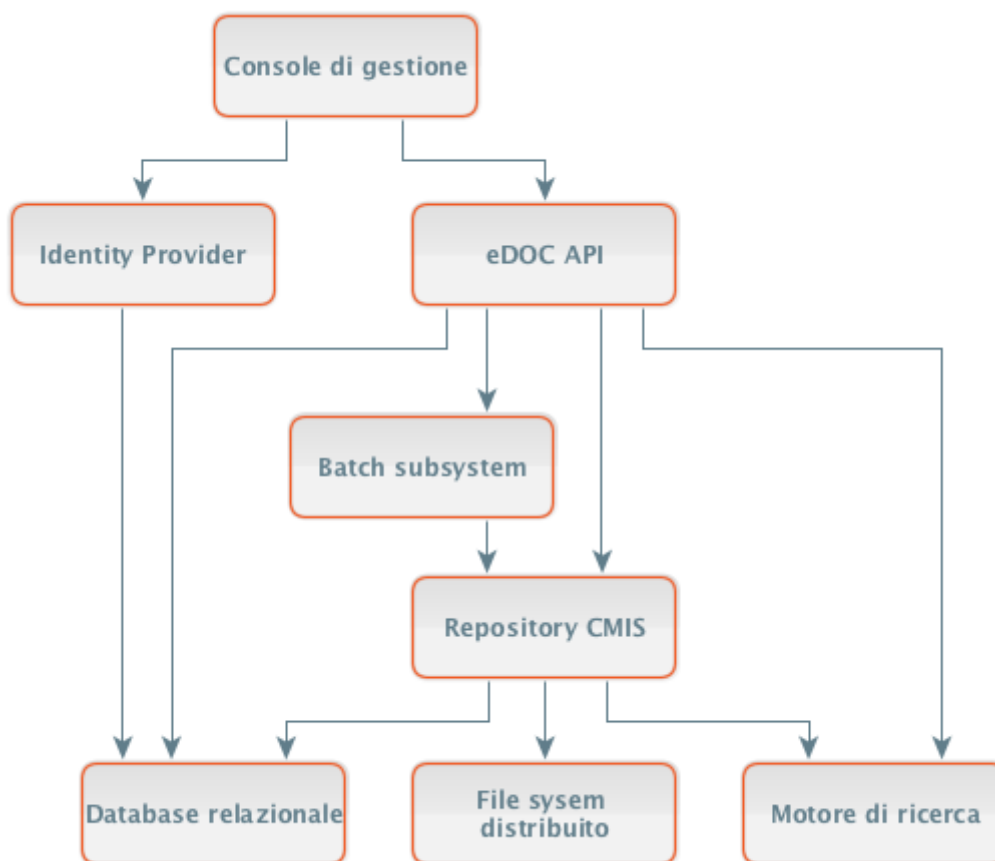 Console di gestione
Identity Provider
eDOC API
Batch subsystem
Repository CMIS
Database relazionale
File sysem
distribuito
Motore di ricerca